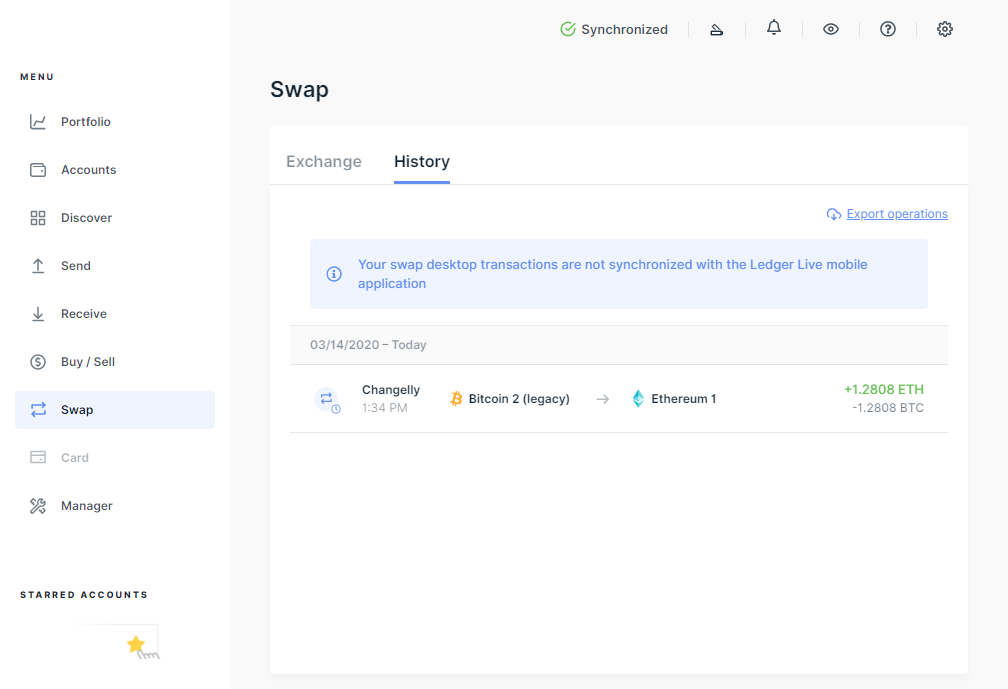 Synchronized
MENU
Portfolio
Accounts
Discover
Send
Receive
Buy / Sell
Swap
Card
Manager
STARRED ACCOUNTS
Swap
Exchange History
Export operations
Your swap desktop transactions are not synchronized with the Ledger Live mobile
application
03/14/2020 – Today
Changelly
1:34 PM
Bitcoin 2 (legacy)
Ethereum 1
+1.2808 ETH
-1.2808 BTC